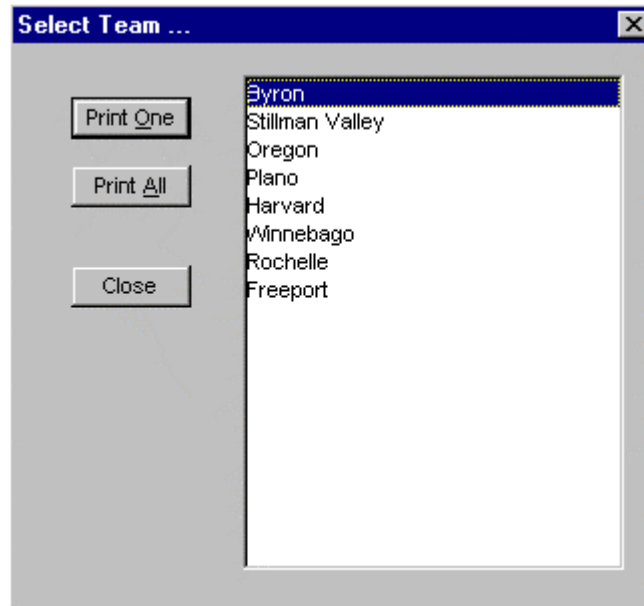 Select Team ...
Print One
Print All
Close
Byron
Stillman Valley
Oregon
Plano
Harvard
Winnebago
Rochelle
Freeport